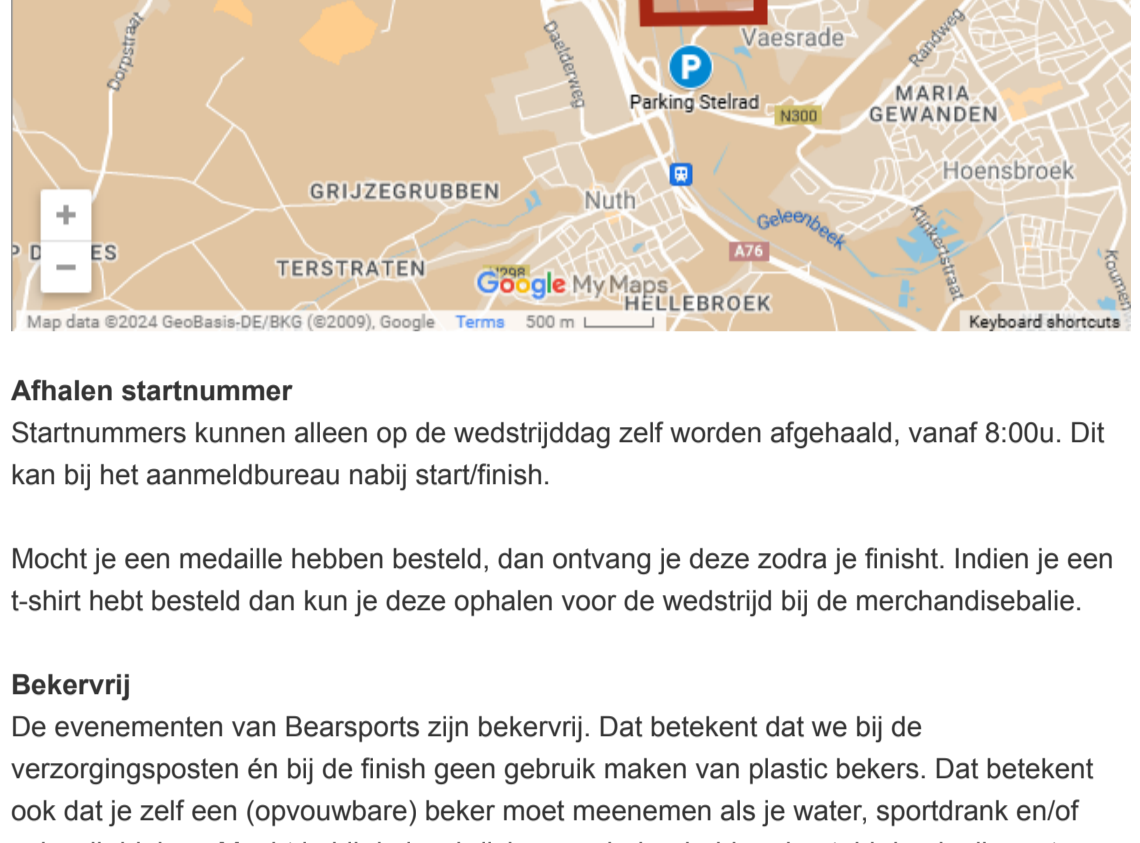 Dorpstraat
Daelderweg
Vaesrade
Randweg
P
Parking Stelrad
N300
MARIA
GEWANDEN
Hoensbroek
GRIJZEGRUBBEN
Nuth
Geleenbeek
Klinkertstraat
A76
+
−
ES
TERSTRATEN
N298
Google My Maps
HELLEBROEK
Map data ©2024 GeoBasis-DE/BKG (©2009), Google Terms 500 m
Keyboard shortcuts
Afhalen startnummer
Startnummers kunnen alleen op de wedstrijddag zelf worden afgehaald, vanaf 8:00u. Dit
kan bij het aanmeldbureau nabij start/finish.
Mocht je een medaille hebben besteld, dan ontvang je deze zodra je finisht. Indien je een
t-shirt hebt besteld dan kun je deze ophalen voor de wedstrijd bij de merchandisebalie.
Bekervrij
De evenementen van Bearsports zijn bekervrij. Dat betekent dat we bij de
verzorgingsposten én bij de finish geen gebruik maken van plastic bekers. Dat betekent
ook dat je zelf een (opvouwbare) beker moet meenemen als je water, sportdrank en/of